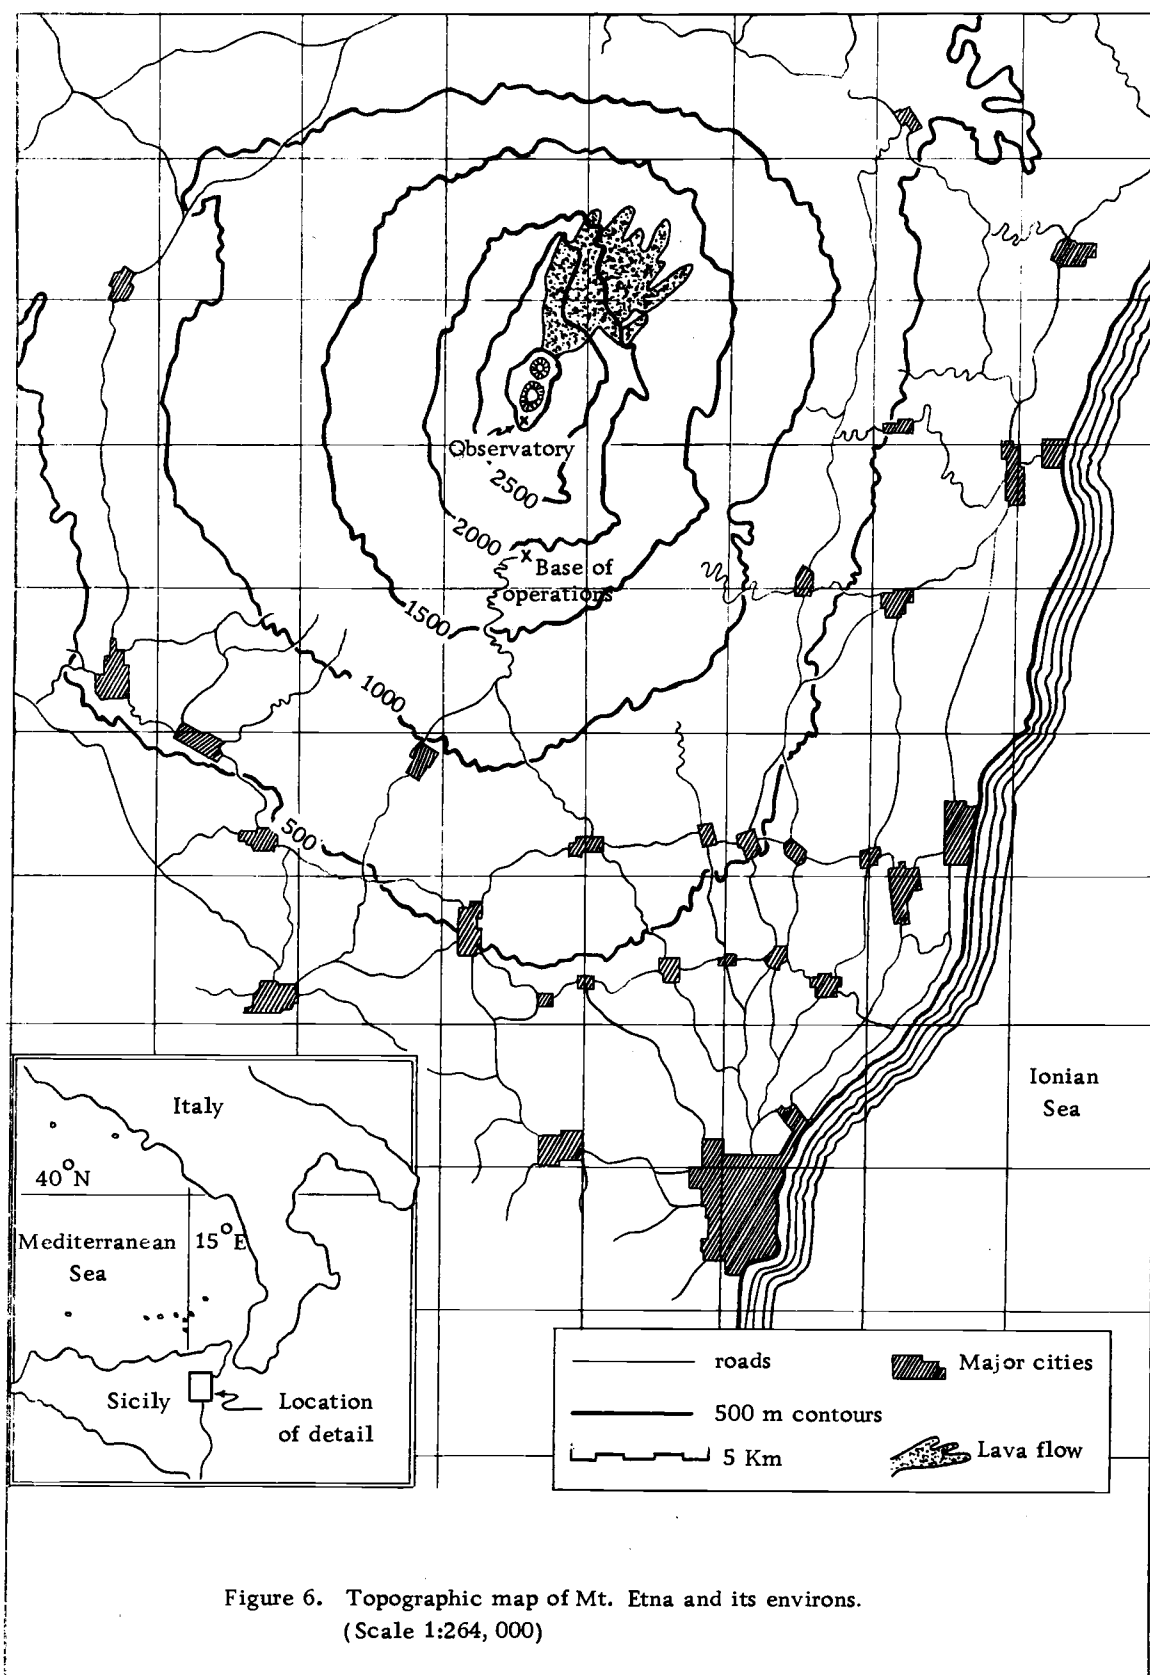 Observatory
2500
2000
x Base of
operations
1500
1000
500
Ionian
Sea
Italy
40°N
Mediterranean
Sea
15°E
Sicily
Location
of detail
roads
Major cities
500 m contours
5 Km
Lava flow
Figure 6. Topographic map of Mt. Etna and its environs.
(Scale 1:264, 000)